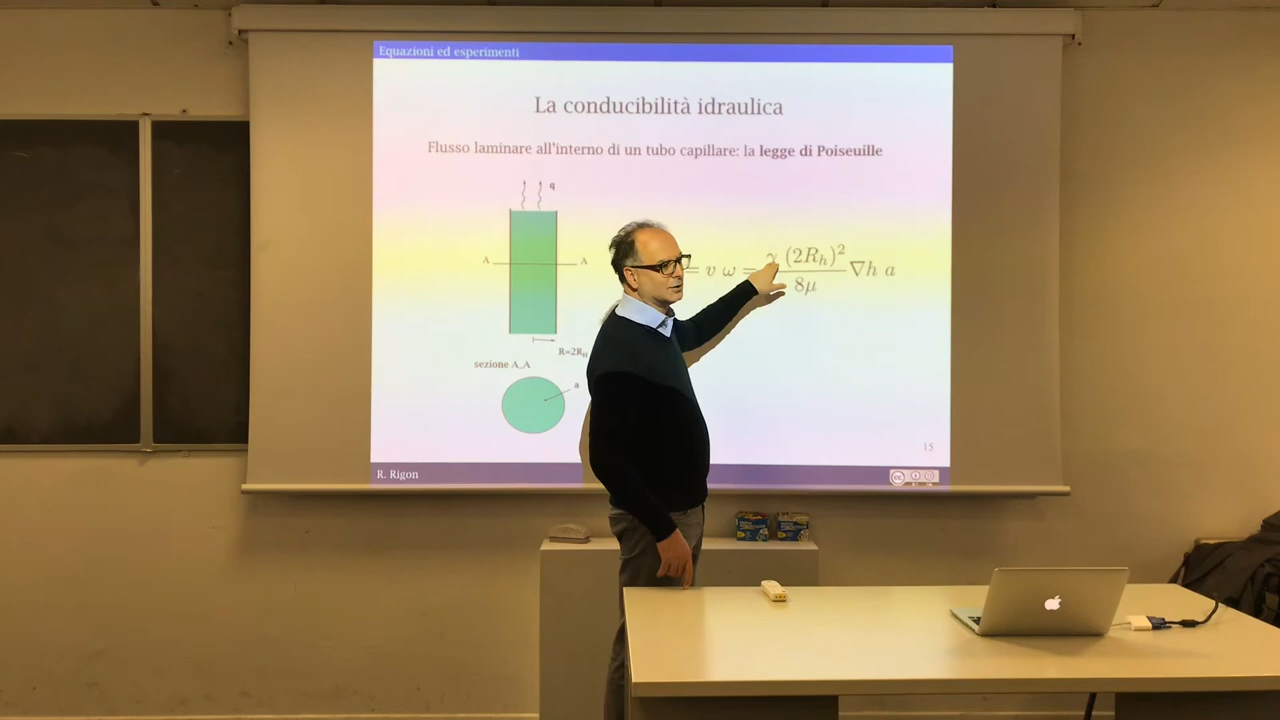 Equazioni ed esperimenti
La conducibilità idraulica
Flusso laminare all'interno di un tubo capillare: la legge di Poiseuille
q
A A
= v ω = γ (2R_h)² / 8μ ∇h a
R=2R_H
sezione A_A
a
15
R. Rigon
cc